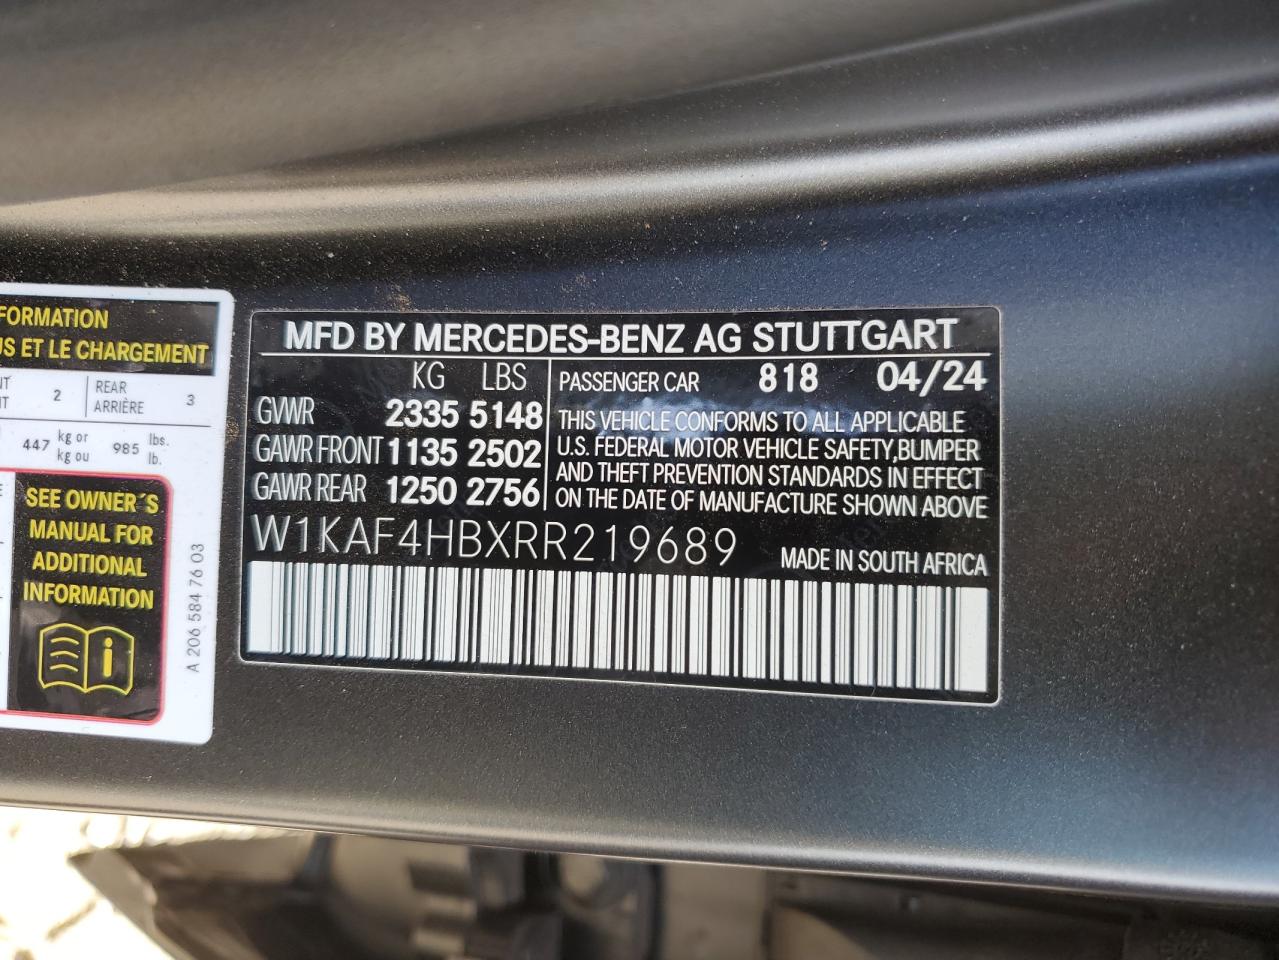 FORMATION
US ET LE CHARGEMENT
2
REAR
ARRIÈRE
3
447
kg or
kg ou
985
lbs.
lb.
SEE OWNER´S
MANUAL FOR
ADDITIONAL
INFORMATION
i
A 206 584 76 03
MFD BY MERCEDES-BENZ AG STUTTGART
KG LBS
GVWR 2335 5148
GAWR FRONT 1135 2502
GAWR REAR 1250 2756
PASSENGER CAR 818 04/24
THIS VEHICLE CONFORMS TO ALL APPLICABLE
U.S. FEDERAL MOTOR VEHICLE SAFETY,BUMPER
AND THEFT PREVENTION STANDARDS IN EFFECT
ON THE DATE OF MANUFACTURE SHOWN ABOVE
W1KAF4HBXRR219689
MADE IN SOUTH AFRICA